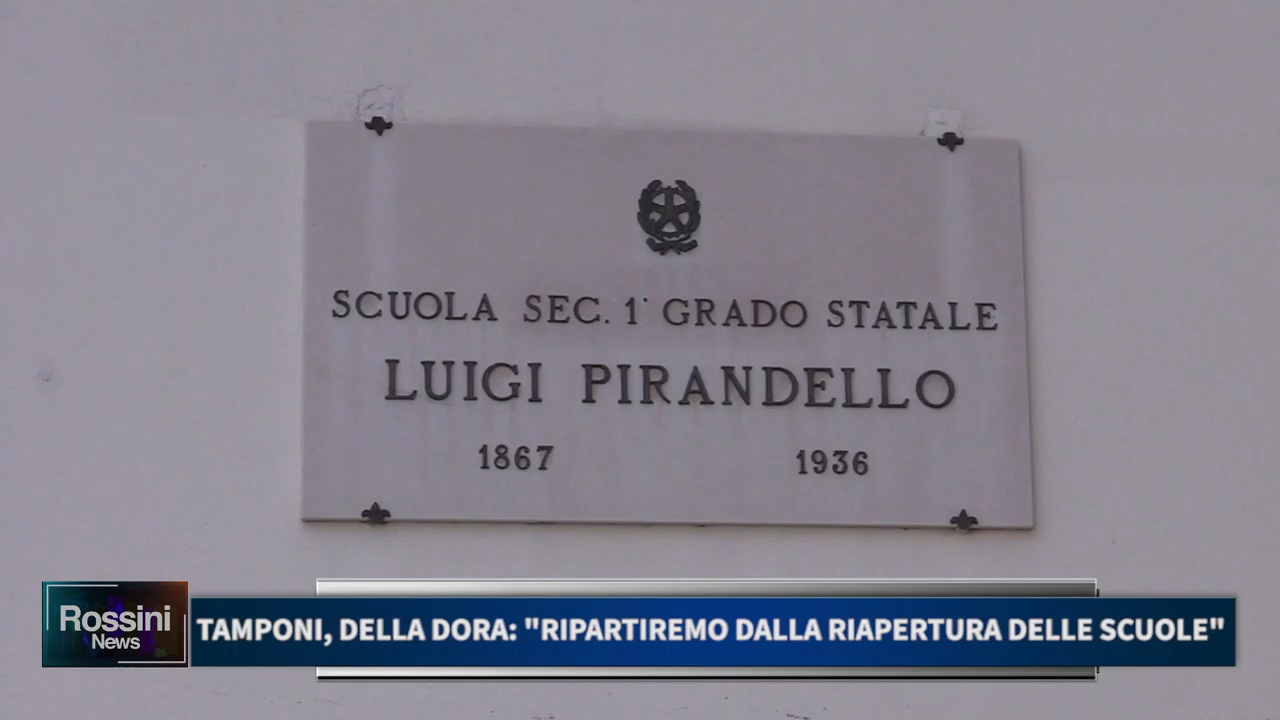 SCUOLA SEC. 1° GRADO STATALE
LUIGI PIRANDELLO
1867 1936
Rossini
News
TAMPONI, DELLA DORA: "RIPARTIREMO DALLA RIAPERTURA DELLE SCUOLE"